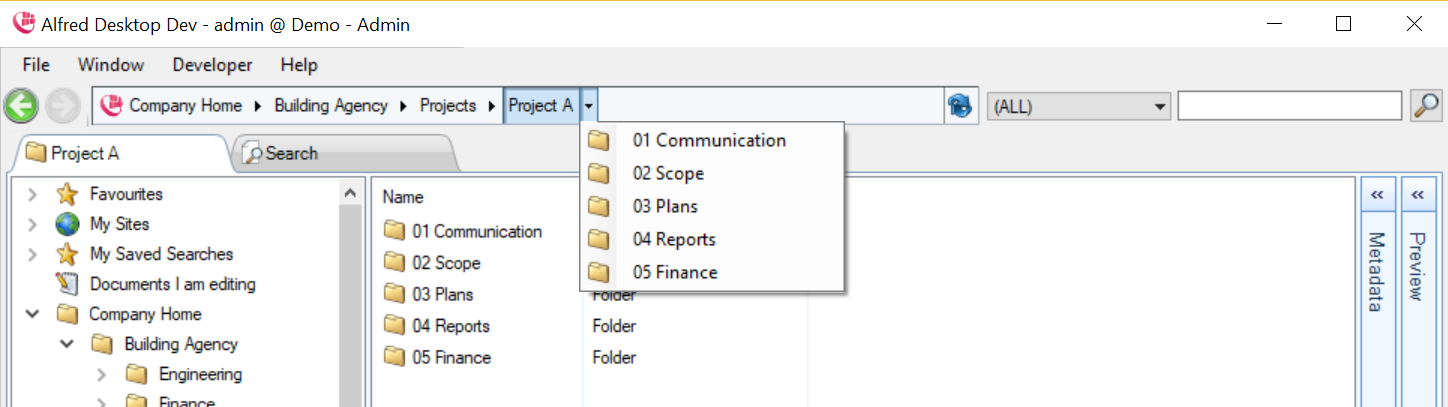 Alfred Desktop Dev - admin @ Demo - Admin
File Window Developer Help
Company Home Building Agency Projects Project A (ALL)
Project A Search
Favourites
My Sites
My Saved Searches
Documents I am editing
Company Home
Building Agency
Engineering
Finance
Name
01 Communication
02 Scope
03 Plans
04 Reports
05 Finance
Folder
Folder
Folder
01 Communication
02 Scope
03 Plans
04 Reports
05 Finance
Metadata
Preview